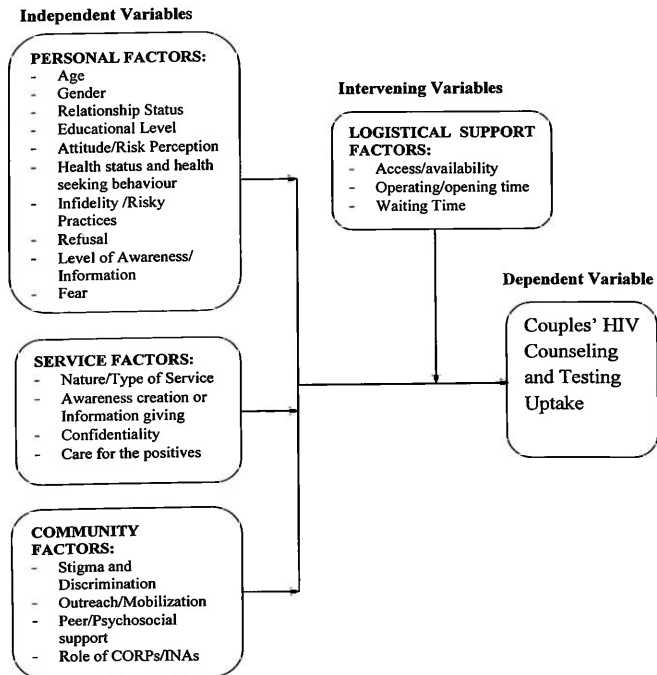 Independent Variables
PERSONAL FACTORS:
- Age
- Gender
- Relationship Status
- Educational Level
- Attitude/Risk Perception
- Health status and health
seeking behaviour
- Infidelity /Risky
Practices
- Refusal
- Level of Awareness/
Information
- Fear
SERVICE FACTORS:
- Nature/Type of Service
- Awareness creation or
Information giving
- Confidentiality
- Care for the positives
COMMUNITY
FACTORS:
- Stigma and
Discrimination
- Outreach/Mobilization
- Peer/Psychosocial
support
- Role of CORPs/INAs
Intervening Variables
LOGISTICAL SUPPORT
FACTORS:
- Access/availability
- Operating/opening time
- Waiting Time
Dependent Variable
Couples' HIV
Counseling
and Testing
Uptake